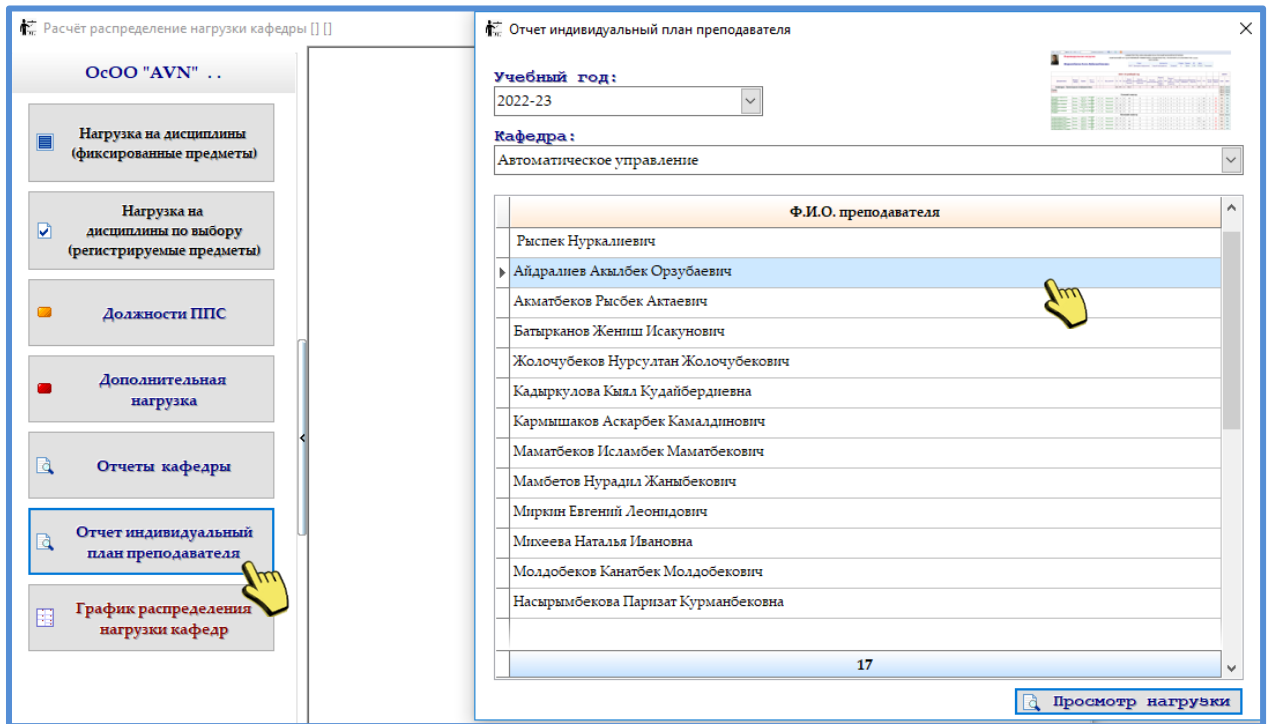 Расчёт распределение нагрузки кафедры [] []
ОсОО "AVN" . .
Нагрузка на дисциплины
(фиксированные предметы)
Нагрузка на
дисциплины по выбору
(регистрируемые предметы)
Должности ППС
Дополнительная
нагрузка
Отчеты кафедры
Отчет индивидуальный
план преподавателя
График распределения
нагрузки кафедр
Отчет индивидуальный план преподавателя
Учебный год:
2022-23
Кафедра:
Автоматическое управление
Ф.И.О. преподавателя
Рыспек Нуркалиевич
Айдралиев Акылбек Орзубаевич
Акматбеков Рысбек Актаевич
Батырканов Жениш Исакунович
Жолочубеков Нурсултан Жолочубекович
Кадыркулова Кыял Кудайбердиевна
Кармышаков Аскарбек Камалдинович
Маматбеков Исламбек Маматбекович
Мамбетов Нурадил Жаныбекович
Миркин Евгений Леонидович
Михеева Наталья Ивановна
Молдобеков Канатбек Молдобекович
Насырымбекова Паризат Курманбековна
17
Просмотр нагрузки